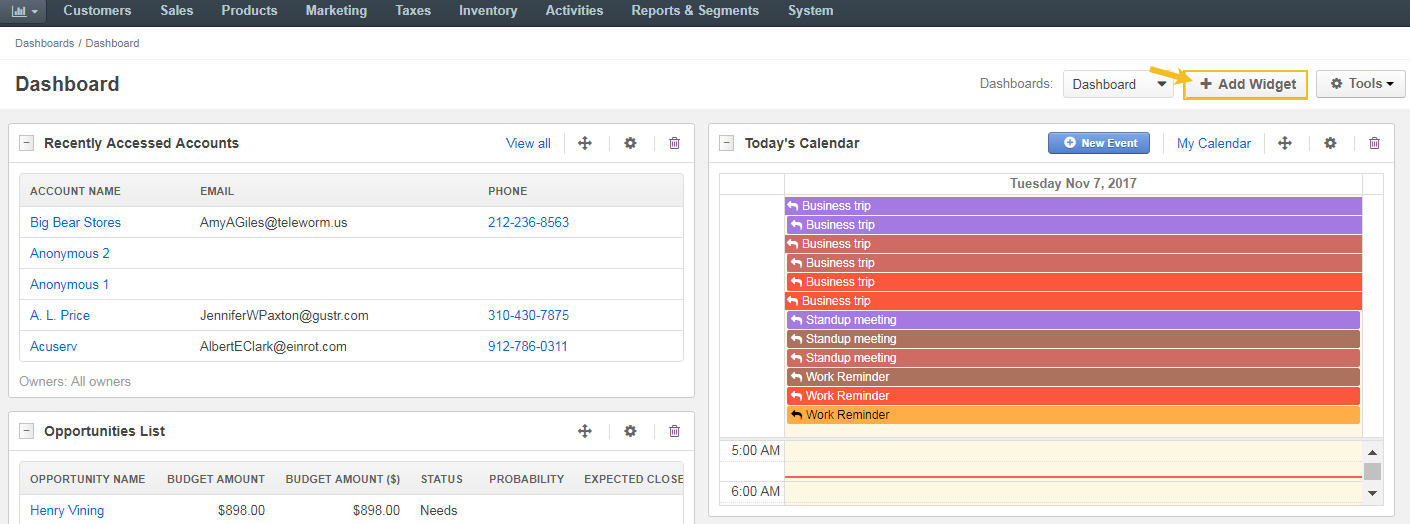 Customers Sales Products Marketing Taxes Inventory Activities Reports & Segments System
Dashboards / Dashboard
Dashboard
Dashboards: Dashboard Add Widget Tools
Recently Accessed Accounts View all
ACCOUNT NAME EMAIL PHONE
Big Bear Stores AmyAGiles@teleworm.us 212-236-8563
Anonymous 2
Anonymous 1
A. L. Price JenniferWPaxton@gustr.com 310-430-7875
Acuserv AlbertEClark@einrot.com 912-786-0311
Owners: All owners
Opportunities List
OPPORTUNITY NAME BUDGET AMOUNT BUDGET AMOUNT ($) STATUS PROBABILITY EXPECTED CLOSE
Henry Vining $898.00 $898.00 Needs
Today's Calendar New Event My Calendar
Tuesday Nov 7, 2017
Business trip
Business trip
Business trip
Business trip
Business trip
Business trip
Standup meeting
Standup meeting
Standup meeting
Work Reminder
Work Reminder
Work Reminder
5:00 AM
6:00 AM